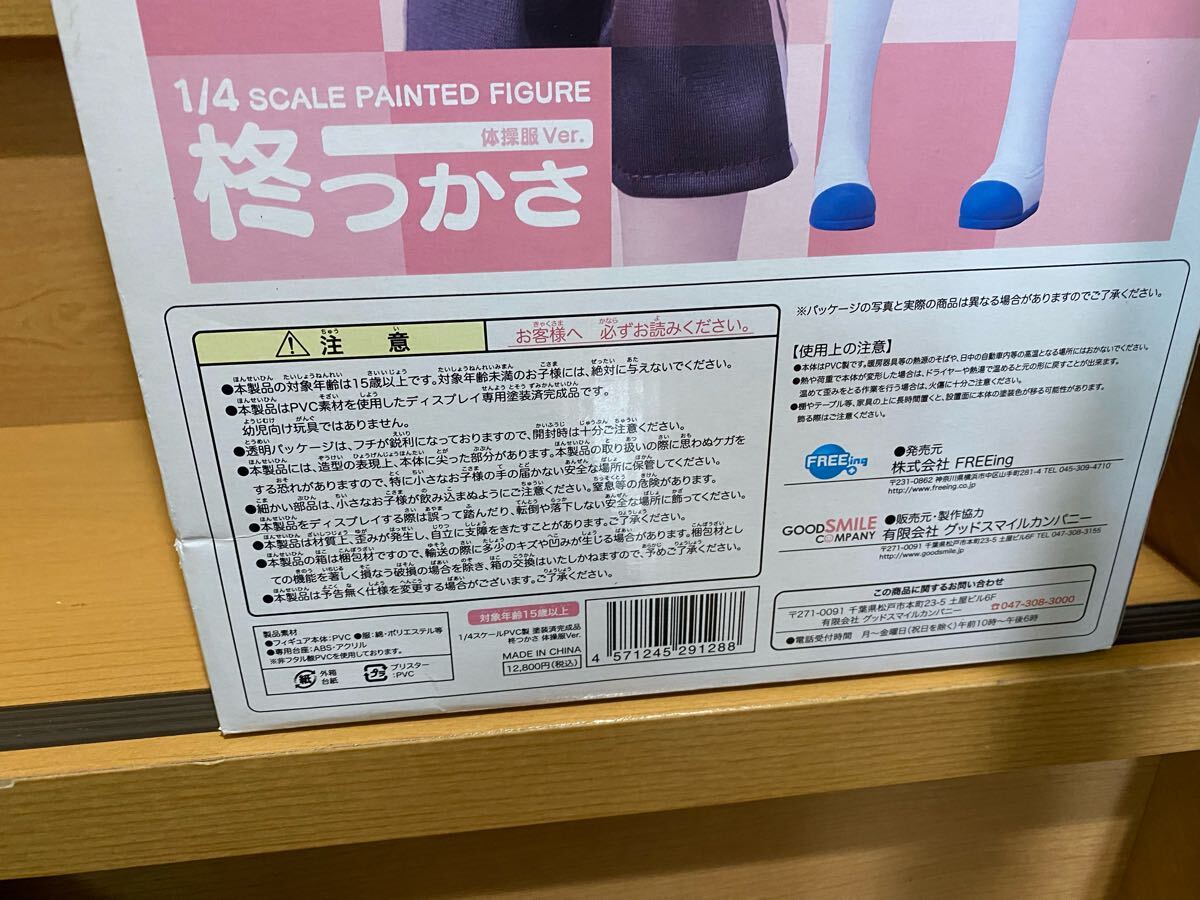 1/4 SCALE PAINTED FIGURE
体操服 Ver.
柊つかさ
注意
お客様へ 必ずお読みください。
●本製品の対象年齢は15歳以上です。対象年齢未満のお子様には、絶対に与えないでください。
●本製品はPVC素材を使用したディスプレイ専用塗装済完成品です。
幼児向け玩具ではありません。
●透明パッケージは、フチが鋭利になっておりますので、開封時は十分ご注意ください。
●本製品には、造型の表現上、本体に尖った部分があります。本製品の取り扱いの際に思わぬケガを
する恐れがありますので、特に小さなお子様の手の届かない安全な場所に保管してください。
●細かい部品は、小さなお子様が飲み込まぬようにご注意ください。窒息等の危険があります。
●本製品をディスプレイする際は誤って踏んだり、転倒や落下しない安全な場所に飾ってください。
●本製品は材質上、歪みが発生し、自立に支障をきたすことがあります。ご了承ください。
●本製品の箱は梱包材ですので、輸送の際に多少のキズや凹みが生じる場合があります。梱包材とし
ての機能を著しく損なう破損の場合を除き、箱の交換はいたしかねますので、予めご了承ください。
●本製品は予告無く仕様を変更する場合がございます。ご了承ください。
製品素材
●フィギュア本体:PVC ●服:綿・ポリエステル等
●専用台座:ABS・アクリル
※非フタル酸PVCを使用しております。
紙
外箱
台紙
プラ
ブリスター
:PVC
対象年齢15歳以上
1/4スケールPVC製 塗装済完成品
柊つかさ 体操服Ver.
MADE IN CHINA
12,800円(税込)
4 571245 291288
※パッケージの写真と実際の商品は異なる場合がありますのでご了承ください。
【使用上の注意】
●本体はPVC製です。暖房器具等の熱源のそばや、日中の自動車内等の高温となる場所にはおかないでください。
●熱や荷重で本体が変形した場合は、ドライヤーや熱湯で温めると元の形に戻すことが出来ます。
温めて歪みをとる作業を行う場合は、火傷に十分ご注意ください。
●棚やテーブル等、家具の上に長時間置くと、設置面に本体の塗装色が移る可能性があります。
飾る際はご注意ください。
FREEing
●発売元
株式会社 FREEing
〒231-0862 神奈川県横浜市中区山手町281-4 TEL 045-309-4710
http://www.freeing.co.jp
GOODSMILE
COMPANY
●販売元・製作協力
有限会社 グッドスマイルカンパニー
〒271-0091 千葉県松戸市本町23-5 土屋ビル6F TEL 047-308-3155
http://www.goodsmile.jp
この商品に関するお問い合わせ
〒271-0091 千葉県松戸市本町23-5 土屋ビル6F
有限会社 グッドスマイルカンパニー
☎047-308-3000
●電話受付時間 月〜金曜日(祝日を除く)午前10時〜午後6時